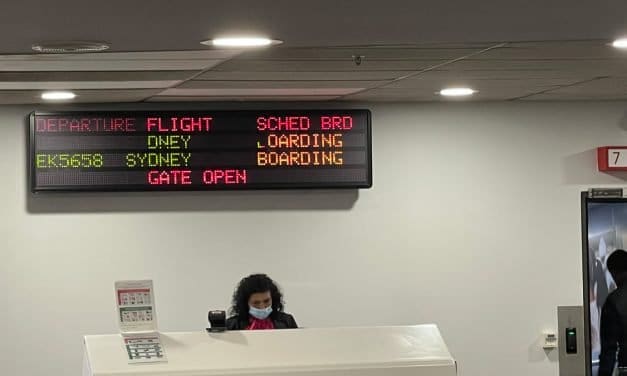 DEPARTURE FLIGHT SCHED BRD
DNEY LOARDING
EK5658 SYDNEY BOARDING
GATE OPEN
7